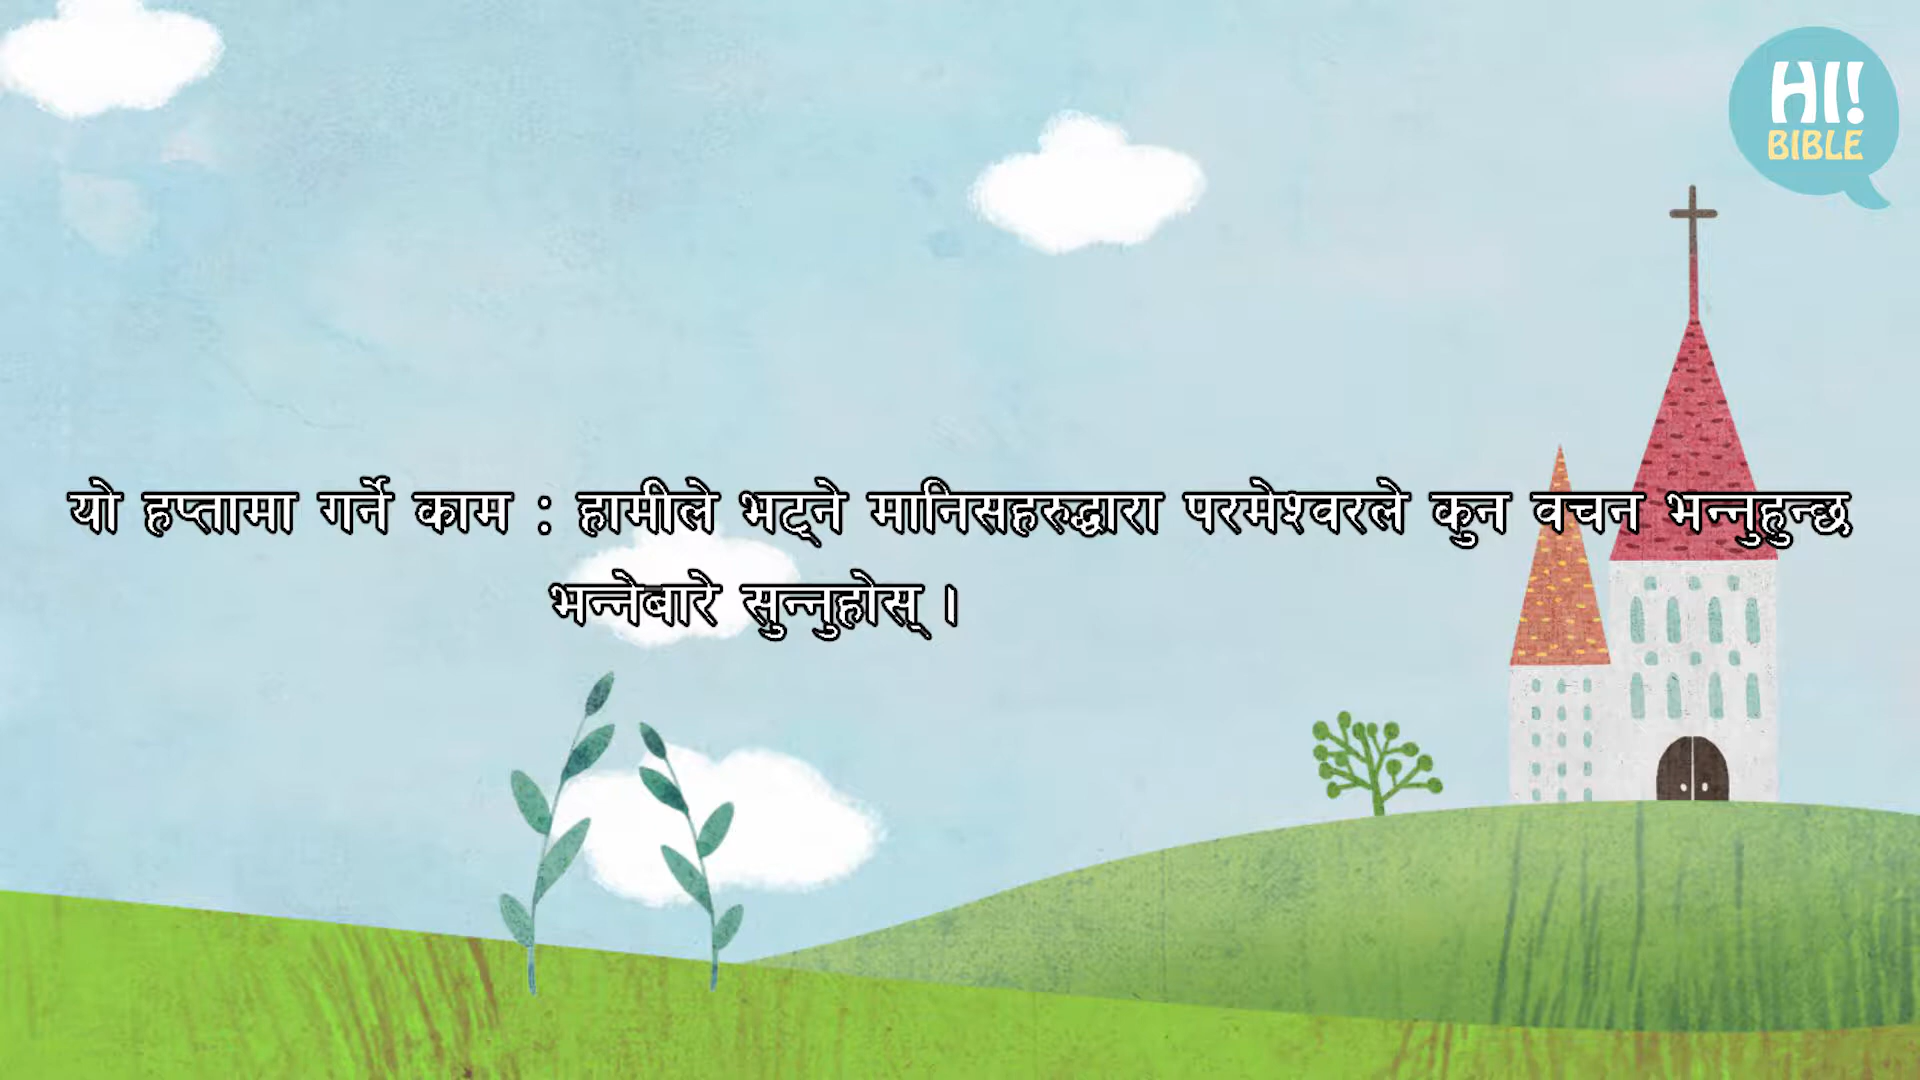 HI!
BIBLE
यो हप्तामा गर्ने काम : हामीले भट्ने मानिसहरुद्धारा परमेश्वरले कुन वचन भन्नुहुन्छ
भन्नेबारे सुन्नुहोस् ।